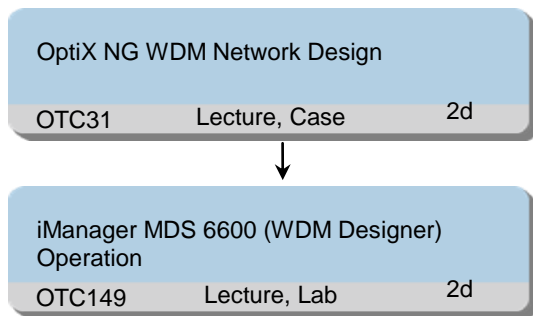 OptiX NG WDM Network Design
OTC31 Lecture, Case 2d
iManager MDS 6600 (WDM Designer)
Operation
OTC149 Lecture, Lab 2d